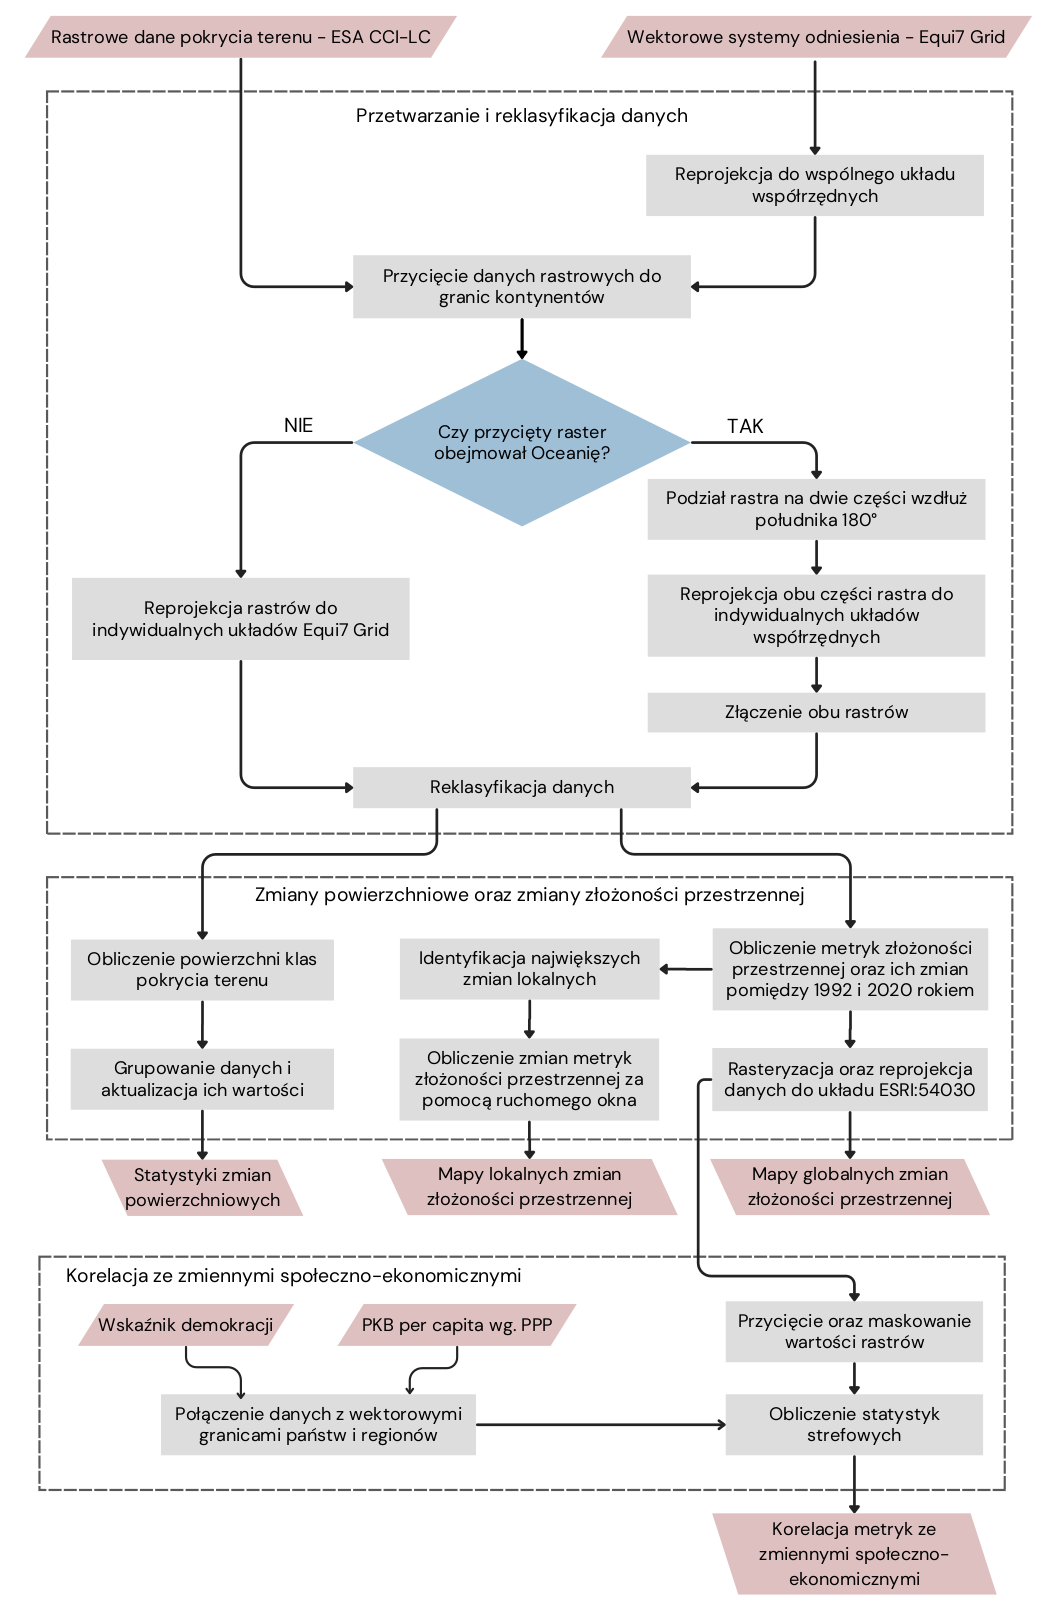 Rastrowe dane pokrycia terenu - ESA CCI-LC
Wektorowe systemy odniesienia - Equi7 Grid
Przetwarzanie i reklasyfikacja danych
Reprojekcja do wspólnego układu
współrzędnych
Przycięcie danych rastrowych do
granic kontynentów
Czy przycięty raster
obejmował Oceanię?
NIE
TAK
Podział rastra na dwie części wzdłuż
południka 180°
Reprojekcja obu części rastra do
indywidualnych układów
współrzędnych
Reprojekcja rastrów do
indywidualnych układów Equi7 Grid
Złączenie obu rastrów
Reklasyfikacja danych
Zmiany powierzchniowe oraz zmiany złożoności przestrzennej
Obliczenie powierzchni klas
pokrycia terenu
Identyfikacja największych
zmian lokalnych
Obliczenie metryk złożoności
przestrzennej oraz ich zmian
pomiędzy 1992 i 2020 rokiem
Grupowanie danych i
aktualizacja ich wartości
Obliczenie zmian metryk
złożoności przestrzennej za
pomocą ruchomego okna
Rasteryzacja oraz reprojekcja
danych do układu ESRI:54030
Statystyki zmian
powierzchniowych
Mapy lokalnych zmian
złożoności przestrzennej
Mapy globalnych zmian
złożoności przestrzennej
Korelacja ze zmiennymi społeczno-ekonomicznymi
Wskaźnik demokracji
PKB per capita wg. PPP
Przycięcie oraz maskowanie
wartości rastrów
Połączenie danych z wektorowymi
granicami państw i regionów
Obliczenie statystyk
strefowych
Korelacja metryk ze
zmiennymi społeczno-
ekonomicznymi